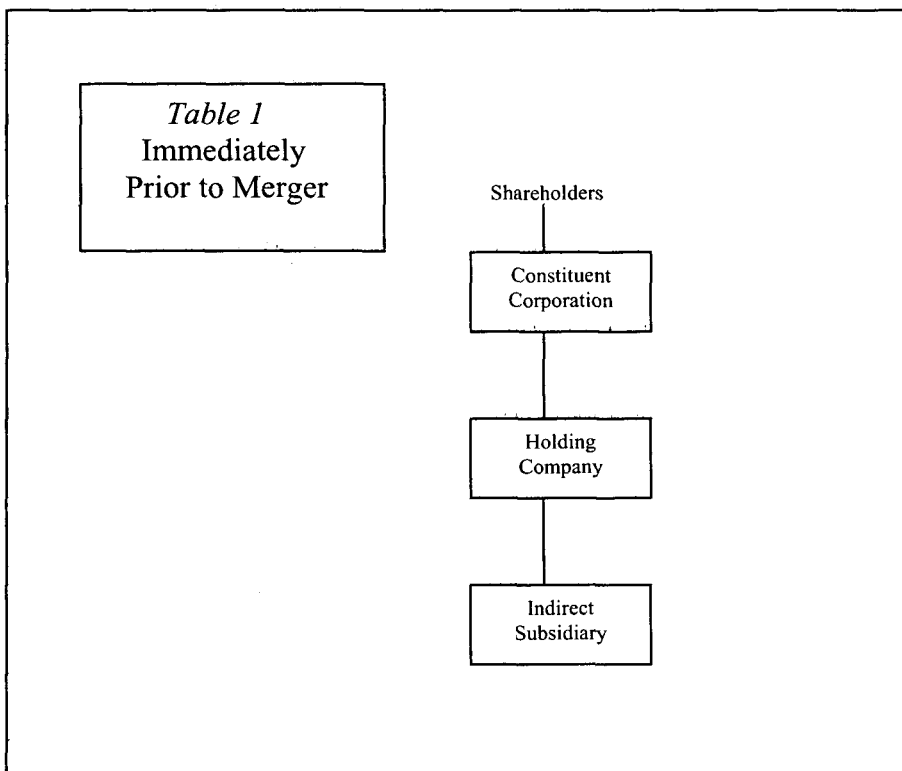 Table 1
Immediately
Prior to Merger
Shareholders
Constituent
Corporation
Holding
Company
Indirect
Subsidiary